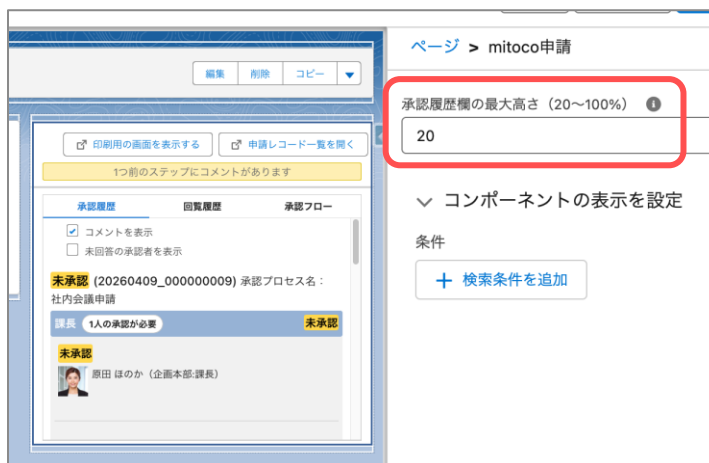 編集 削除 コピー
印刷用の画面を表示する 申請レコード一覧を開く
1つ前のステップにコメントがあります
承認履歴 回覧履歴 承認フロー
コメントを表示
未回答の承認者を表示
未承認 (20260409_000000009) 承認プロセス名：
社内会議申請
課長 1人の承認が必要 未承認
未承認
原田 ほのか（企画本部:課長）
ページ > mitoco申請
承認履歴欄の最大高さ（20〜100%）
20
コンポーネントの表示を設定
条件
＋ 検索条件を追加